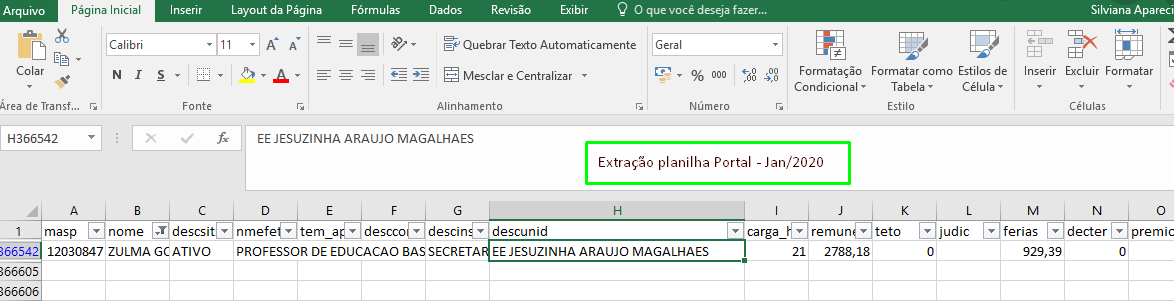 Arquivo Página Inicial Inserir Layout da Página Fórmulas Dados Revisão Exibir O que você deseja fazer... Silviana Apareci
Colar
Calibri 11
N I S
Quebrar Texto Automaticamente
Mesclar e Centralizar
Geral
% 000
Formatação Condicional
Formatar como Tabela
Estilos de Célula
Inserir Excluir Formatar
Área de Transf... Fonte Alinhamento Número Estilo Células
H366542 fx EE JESUZINHA ARAUJO MAGALHAES
Extração planilha Portal - Jan/2020
A B C D E F G H I J K L M N O
1 masp nome descsit nmefet tem_ap desccor descins descunid carga_h remune teto judic ferias decter premio
366542 12030847 ZULMA GO ATIVO PROFESSOR DE EDUCACAO BAS SECRETAR EE JESUZINHA ARAUJO MAGALHAES 21 2788,18 0 929,39 0
366605
366606